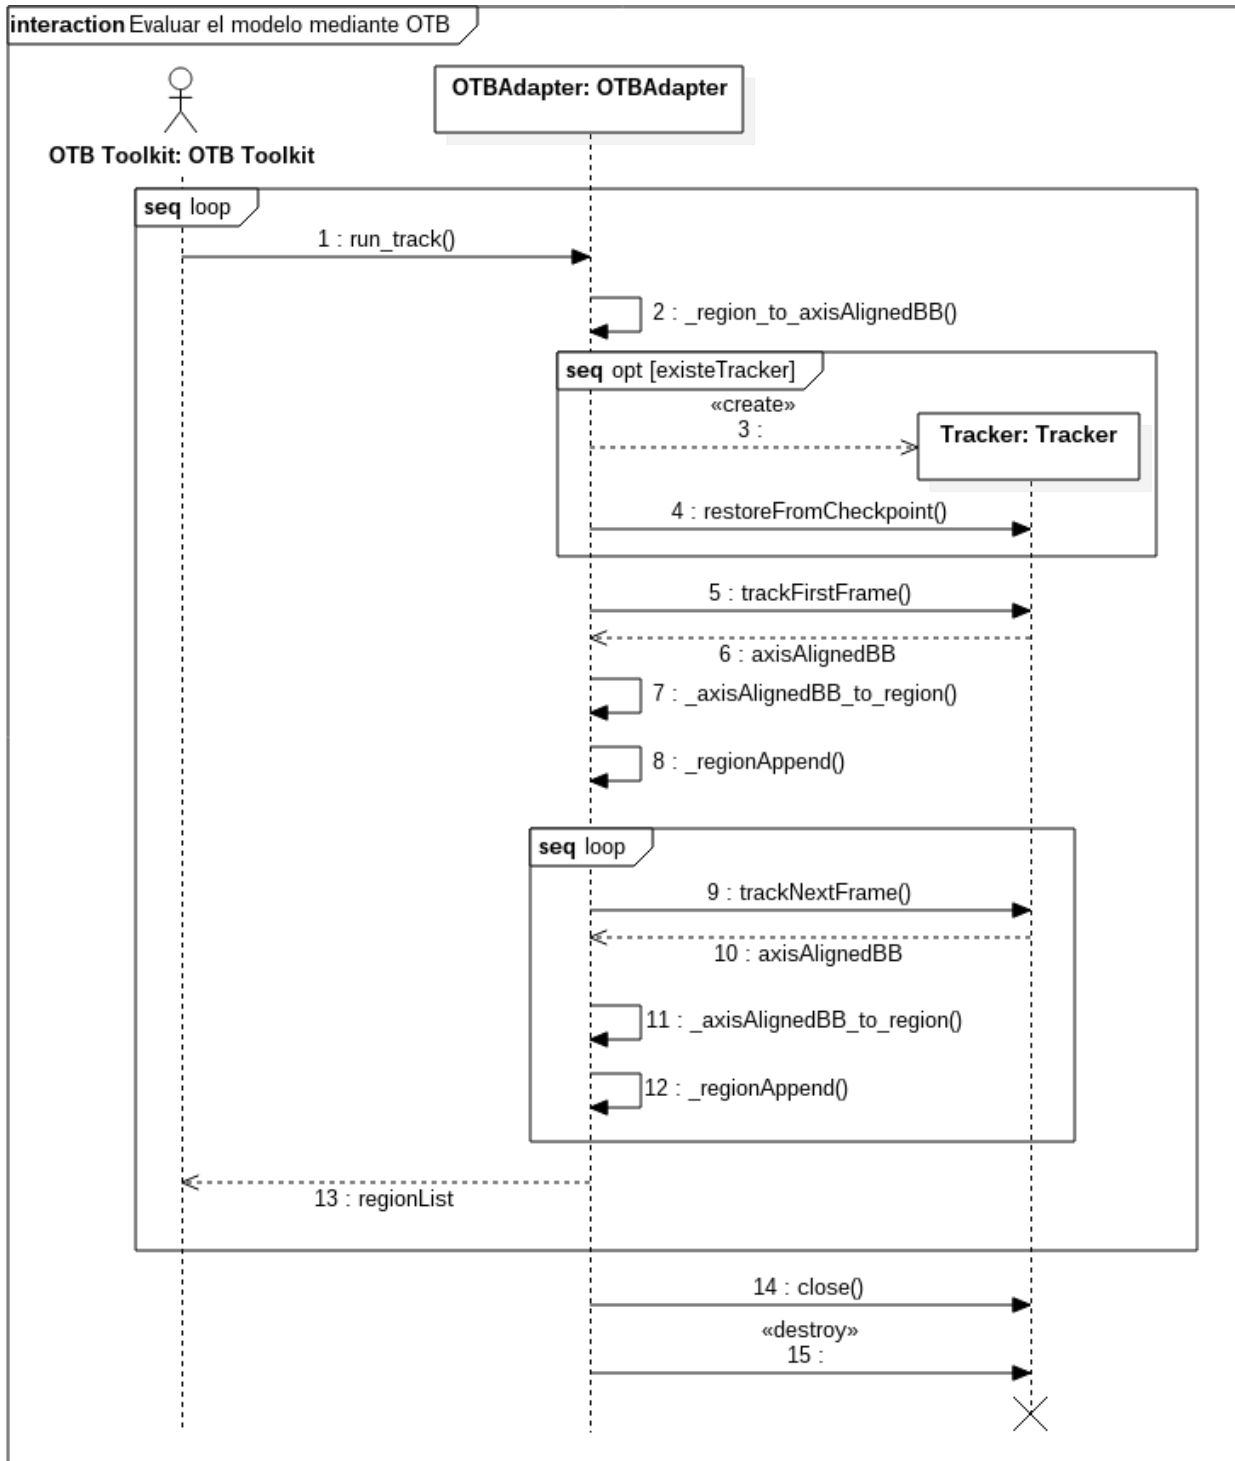 interaction Evaluar el modelo mediante OTB
OTBAdapter: OTBAdapter
OTB Toolkit: OTB Toolkit
seq loop
1 : run_track()
2 : _region_to_axisAlignedBB()
seq opt [existeTracker]
«create»
3 :
Tracker: Tracker
4 : restoreFromCheckpoint()
5 : trackFirstFrame()
6 : axisAlignedBB
7 : _axisAlignedBB_to_region()
8 : _regionAppend()
seq loop
9 : trackNextFrame()
10 : axisAlignedBB
11 : _axisAlignedBB_to_region()
12 : _regionAppend()
13 : regionList
14 : close()
«destroy»
15 :